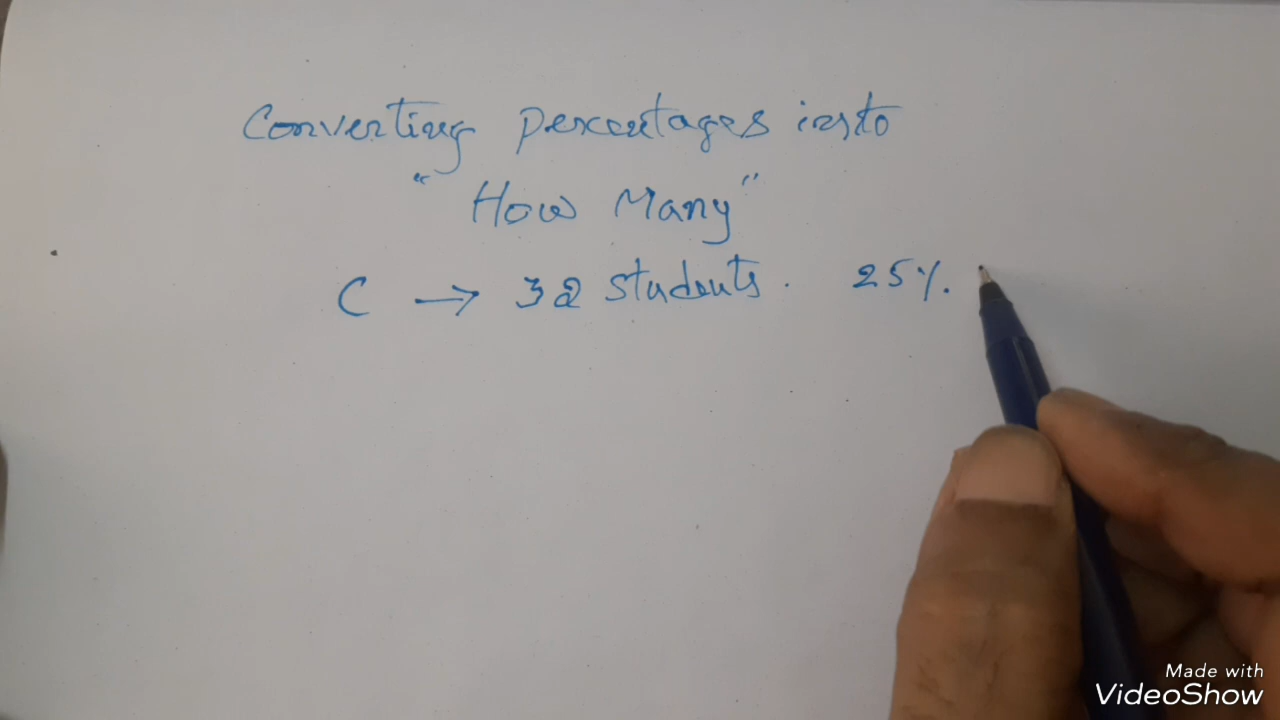 Converting percentages into
"How Many"
C → 32 students. 25%.
Made with
VideoShow